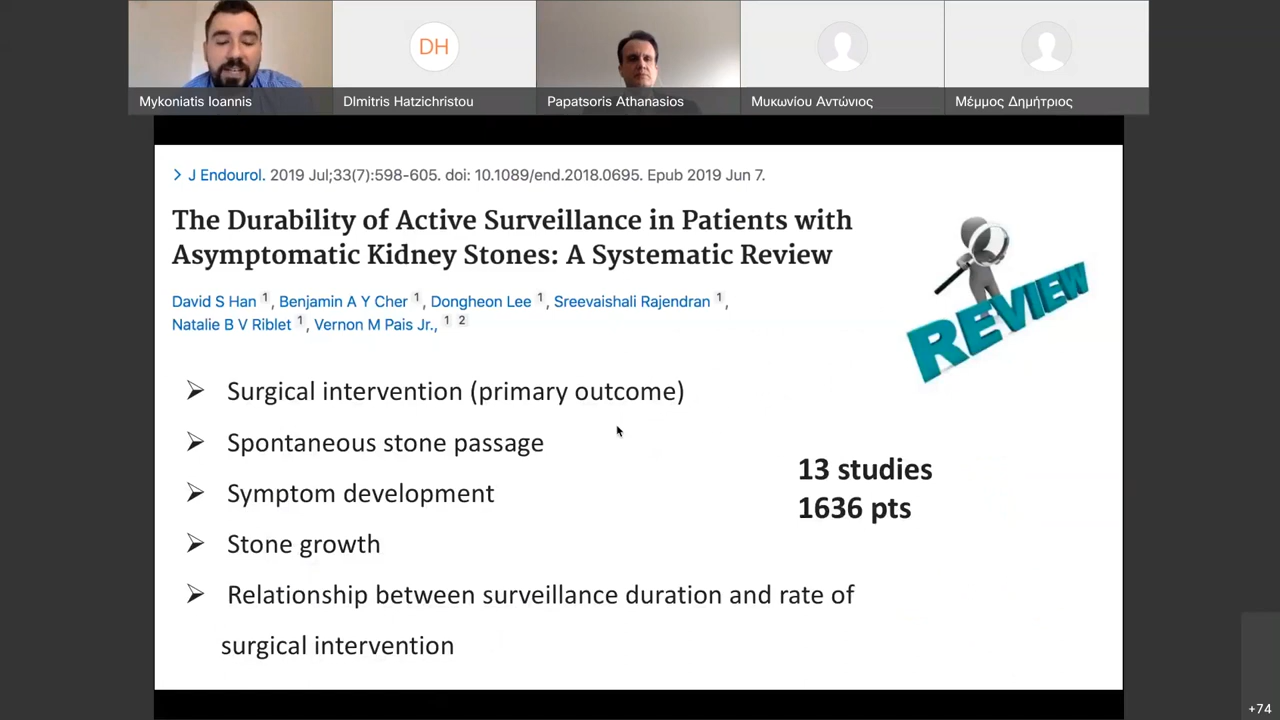 DH
Mykoniatis Ioannis
DImitris Hatzichristou
Papatsoris Athanasios
Μυκωνίου Αντώνιος
Μέμμος Δημήτριος
> J Endourol. 2019 Jul;33(7):598-605. doi: 10.1089/end.2018.0695. Epub 2019 Jun 7.
The Durability of Active Surveillance in Patients with
Asymptomatic Kidney Stones: A Systematic Review
David S Han 1, Benjamin A Y Cher 1, Dongheon Lee 1, Sreevaishali Rajendran 1,
Natalie B V Riblet 1, Vernon M Pais Jr., 1 2
REVIEW
Surgical intervention (primary outcome)
Spontaneous stone passage
Symptom development
Stone growth
Relationship between surveillance duration and rate of
surgical intervention
13 studies
1636 pts
+74